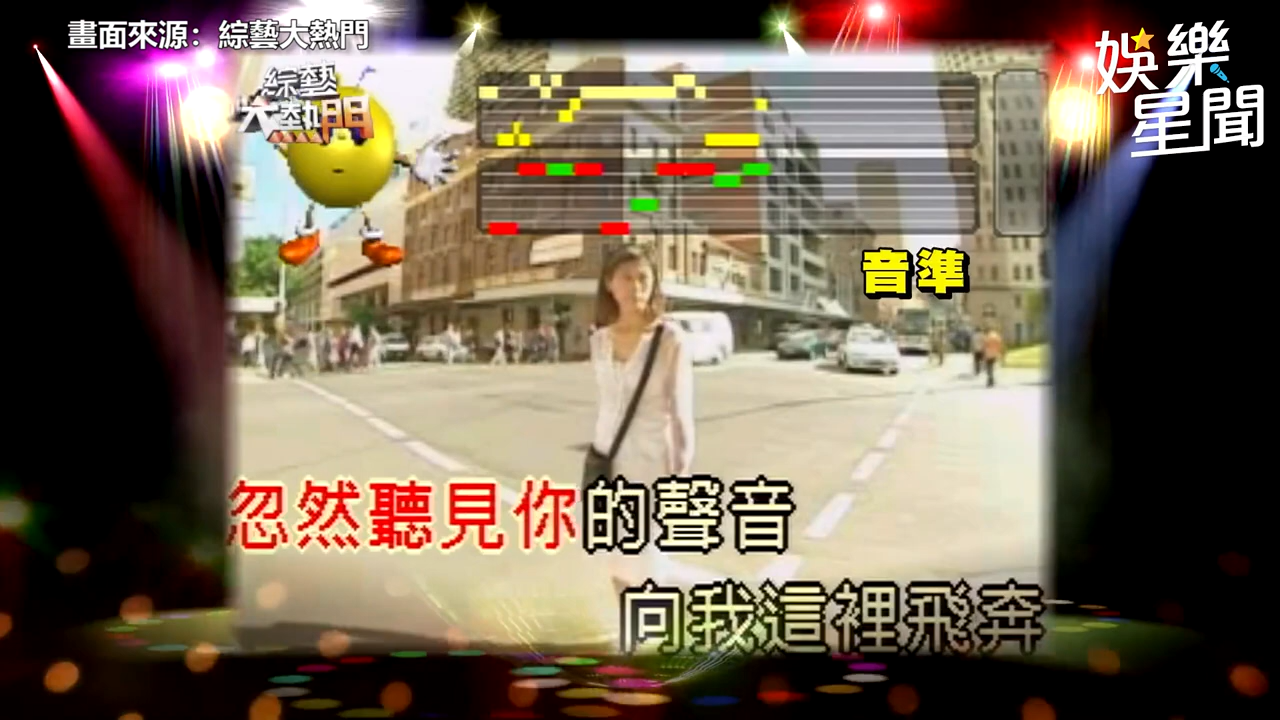 畫面來源：綜藝大熱門
綜藝
大熱門
娛樂
星聞
音準
忽然聽見你的聲音
向我這裡飛奔